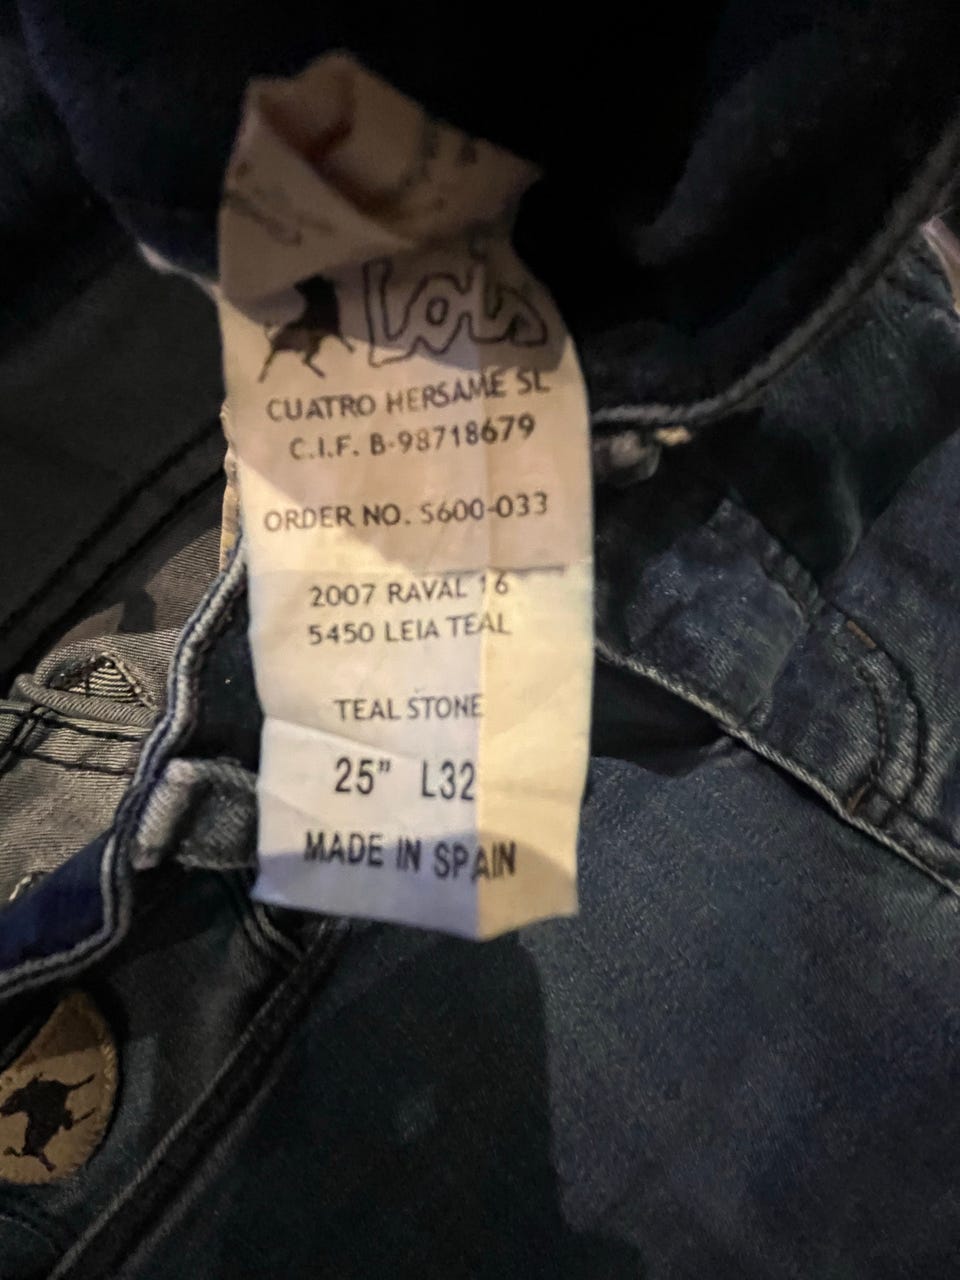 Lois
CUATRO HERSAME SL
C.I.F. B-98718679
ORDER NO. S600-033
2007 RAVAL 16
5450 LEIA TEAL
TEAL STONE
25" L32
MADE IN SPAIN